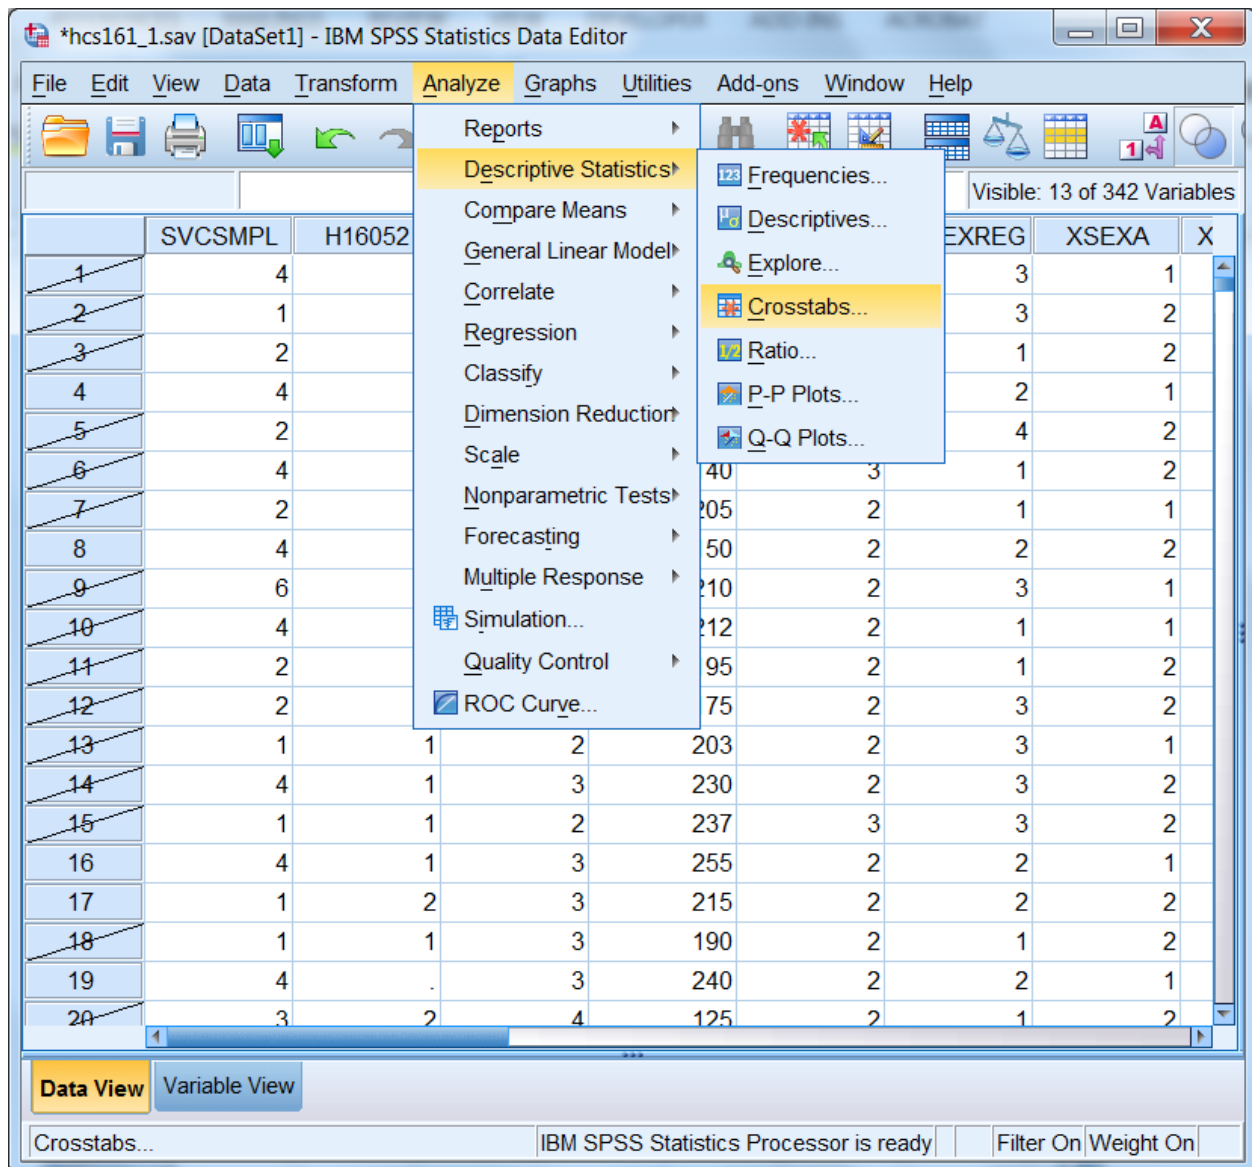 *hcs161_1.sav [DataSet1] - IBM SPSS Statistics Data Editor
File Edit View Data Transform Analyze Graphs Utilities Add-ons Window Help
Reports
Descriptive Statistics
Compare Means
General Linear Model
Correlate
Regression
Classify
Dimension Reduction
Scale
Nonparametric Tests
Forecasting
Multiple Response
Simulation...
Quality Control
ROC Curve...
123 Frequencies...
Descriptives...
Explore...
Crosstabs...
1/2 Ratio...
P-P Plots...
Q-Q Plots...
A
1
Visible: 13 of 342 Variables
SVCSMPL H16052 EXREG XSEXA X
1 4 3 1
2 1 3 2
3 2 1 2
4 4 2 1
5 2 4 2
6 4 40 3 1 2
7 2 205 2 1 1
8 4 50 2 2 2
9 6 210 2 3 1
10 4 212 2 1 1
11 2 95 2 1 2
12 2 75 2 3 2
13 1 1 2 203 2 3 1
14 4 1 3 230 2 3 2
15 1 1 2 237 3 3 2
16 4 1 3 255 2 2 1
17 1 2 3 215 2 2 2
18 1 1 3 190 2 1 2
19 4 . 3 240 2 2 1
20 3 2 4 125 2 1 2
Data View Variable View
Crosstabs... IBM SPSS Statistics Processor is ready Filter On Weight On